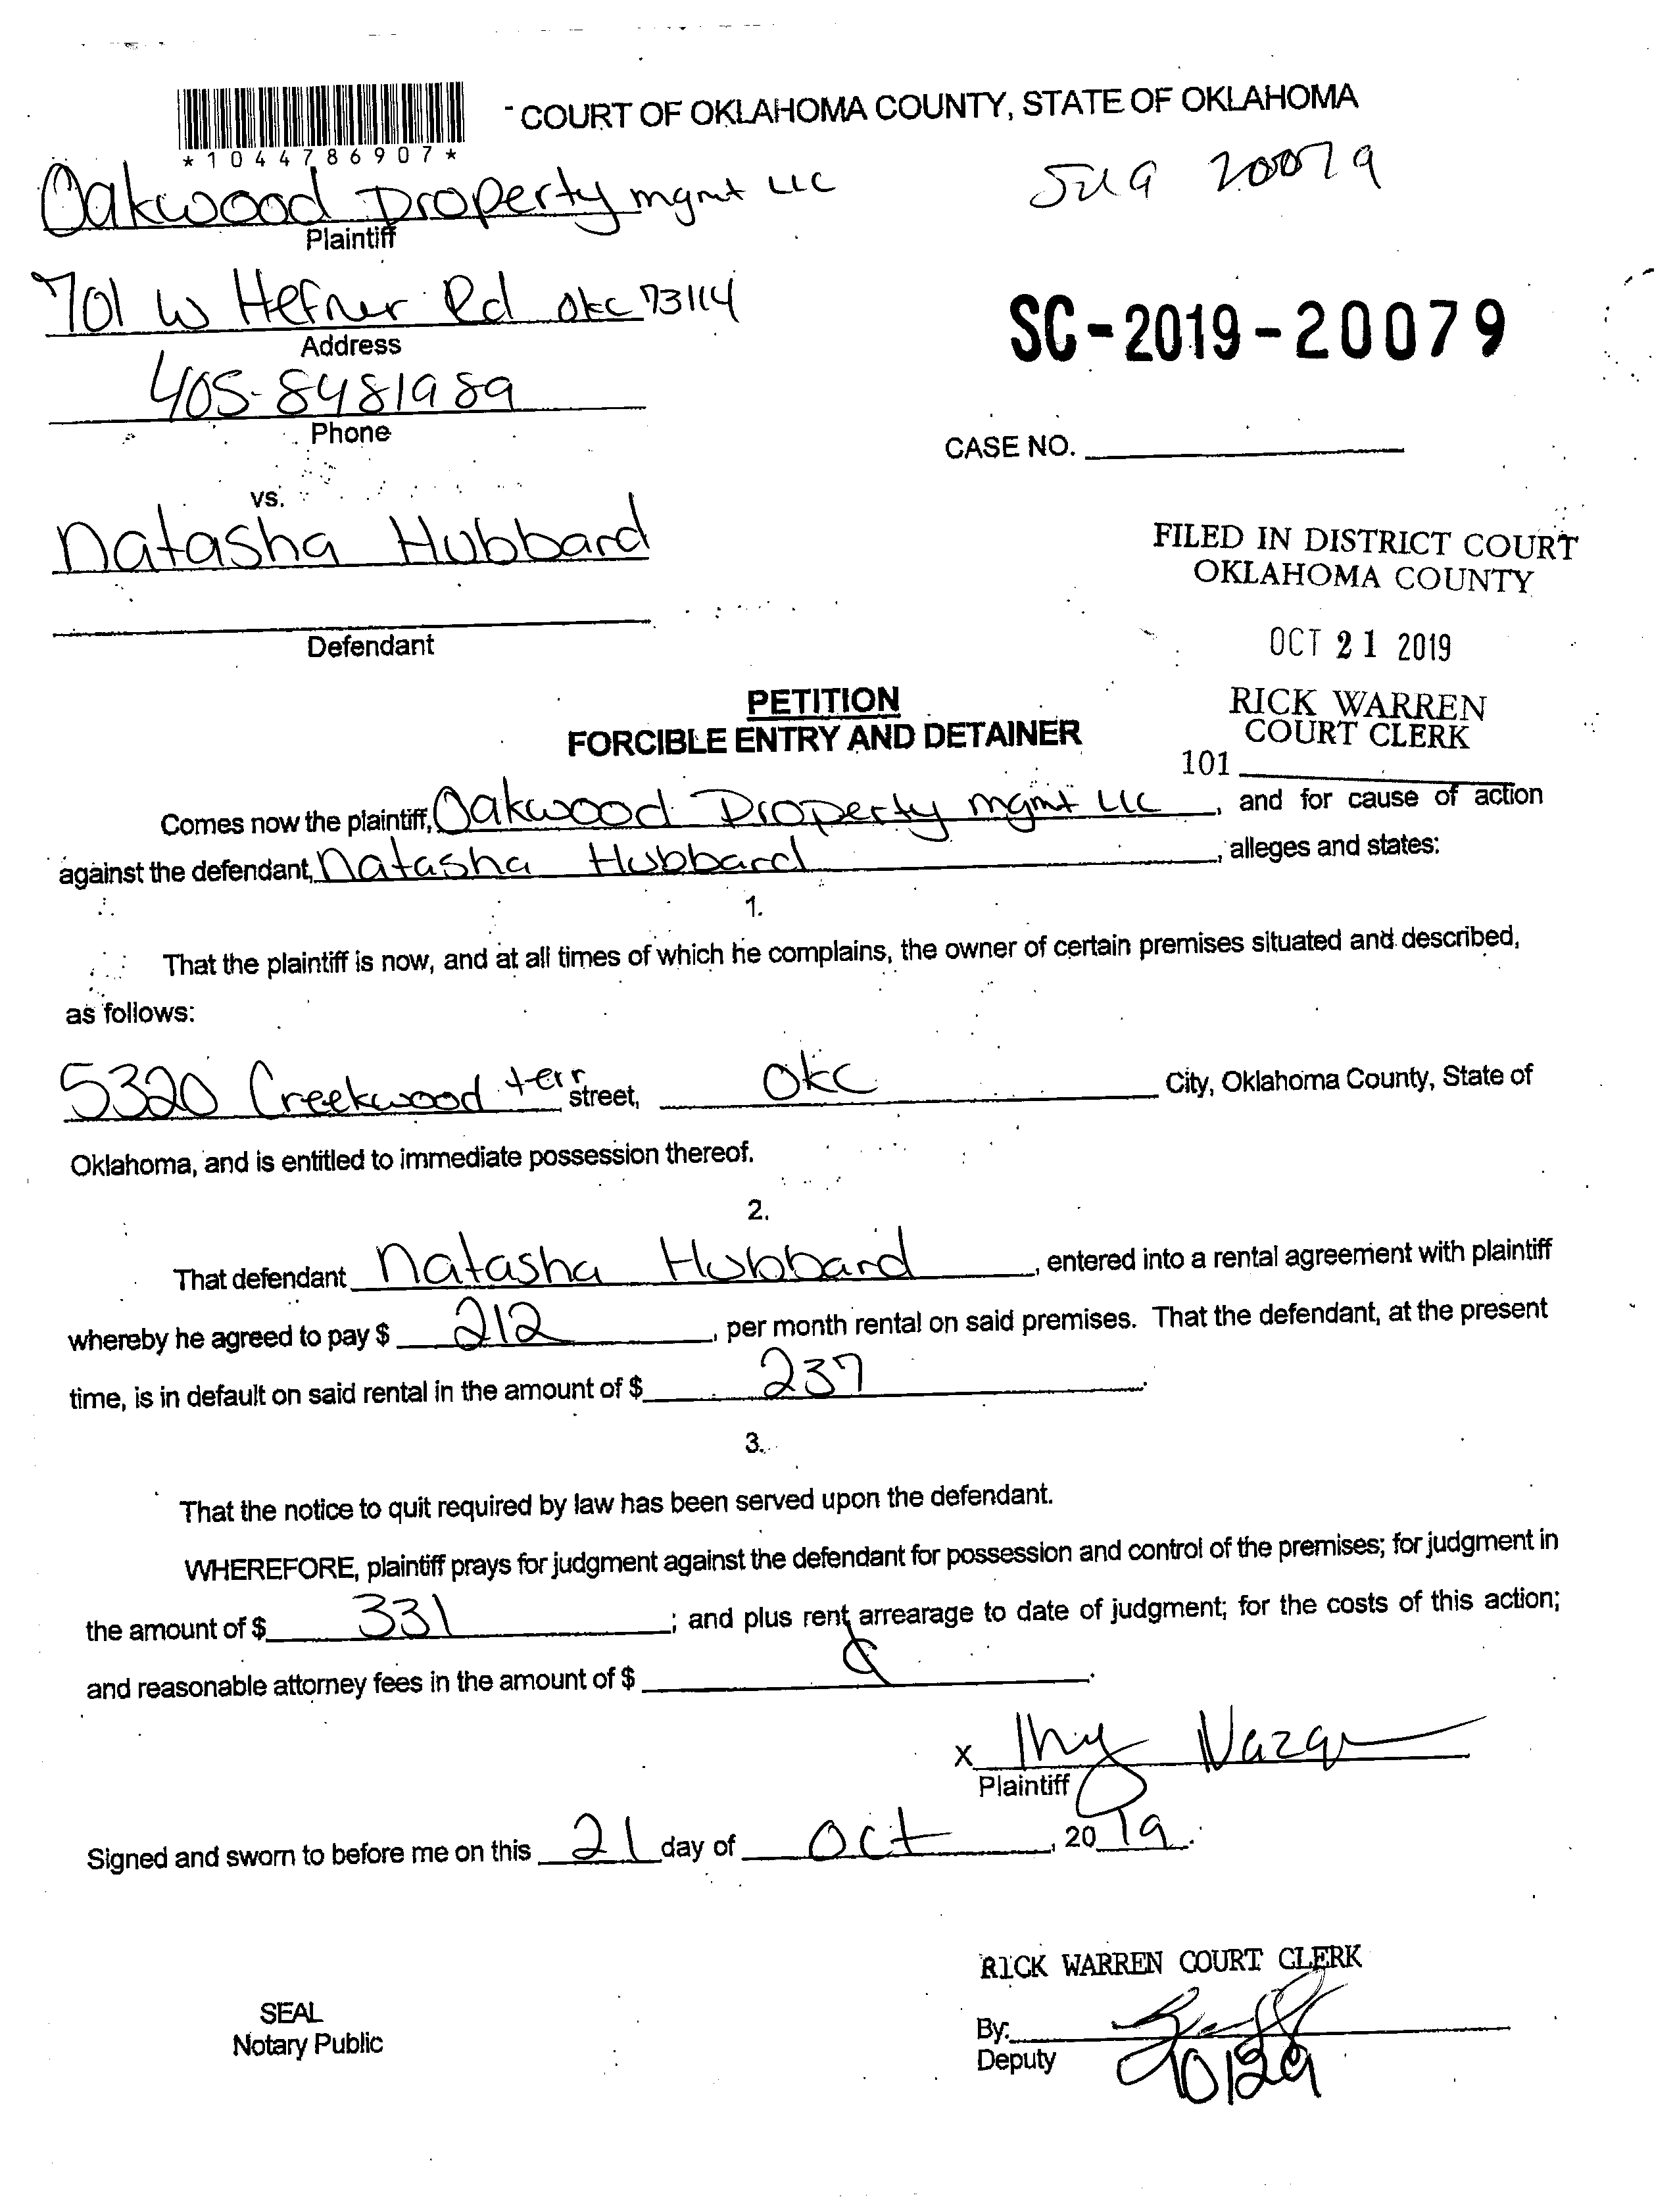 COURT OF OKLAHOMA COUNTY, STATE OF OKLAHOMA
*1044786907*
Oakwood Property mgmt LLC
20079
Plaintiff
701 W Hefner Rd OKC 73114
Address
SC-2019-20079
405-8481989
Phone
CASE NO.
vs.
Natasha Hubbard
FILED IN DISTRICT COURT
OKLAHOMA COUNTY
Defendant
OCT 21 2019
PETITION
FORCIBLE ENTRY AND DETAINER
RICK WARREN
COURT CLERK
101
Comes now the plaintiff, Oakwood Property mgmt LLC, and for cause of action
against the defendant, Natasha Hubbard, alleges and states:
1.
That the plaintiff is now, and at all times of which he complains, the owner of certain premises situated and described,
as follows:
5320 Creekwood terr street, OKC City, Oklahoma County, State of
Oklahoma, and is entitled to immediate possession thereof.
2.
That defendant Natasha Hubbard, entered into a rental agreement with plaintiff
whereby he agreed to pay $ 212, per month rental on said premises. That the defendant, at the present
time, is in default on said rental in the amount of $ 237.
3.
That the notice to quit required by law has been served upon the defendant.
WHEREFORE, plaintiff prays for judgment against the defendant for possession and control of the premises; for judgment in
the amount of $ 331; and plus rent arrearage to date of judgment; for the costs of this action;
and reasonable attorney fees in the amount of $.
x
Plaintiff
Signed and sworn to before me on this 21 day of Oct, 2019.
RICK WARREN COURT CLERK
SEAL
Notary Public
By:
Deputy